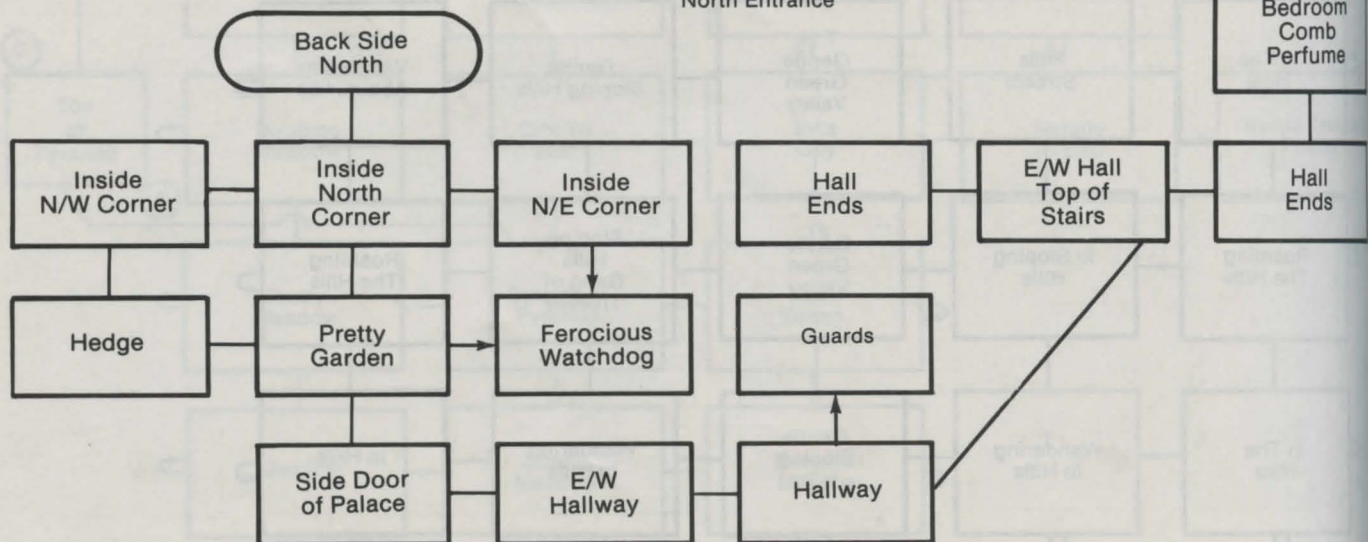 North Entrance
Bedroom
Comb
Perfume
Back Side
North
Inside
N/W Corner
Inside
North
Corner
Inside
N/E Corner
Hall
Ends
E/W Hall
Top of
Stairs
Hall
Ends
Hedge
Pretty
Garden
Ferocious
Watchdog
Guards
Side Door
of Palace
E/W
Hallway
Hallway